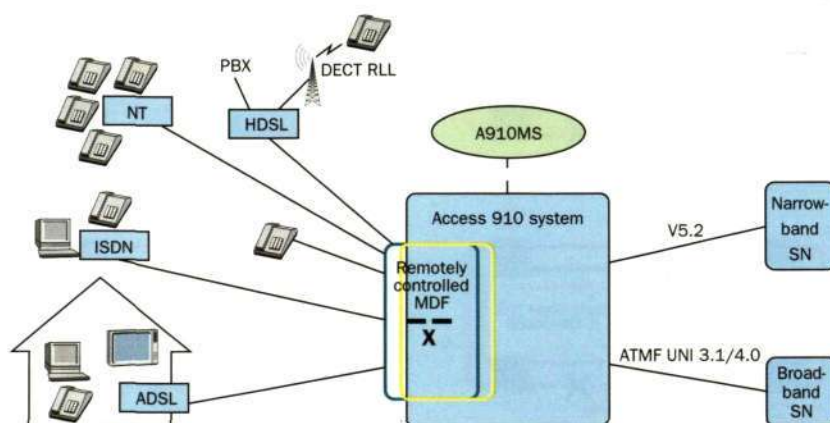 PBX
DECT RLL
NT
HDSL
A910MS
Access 910 system
Narrow-
band
SN
V5.2
ISDN
Remotely
controlled
MDF
X
ATMF UNI 3.1/4.0
ADSL
Broad-
band
SN